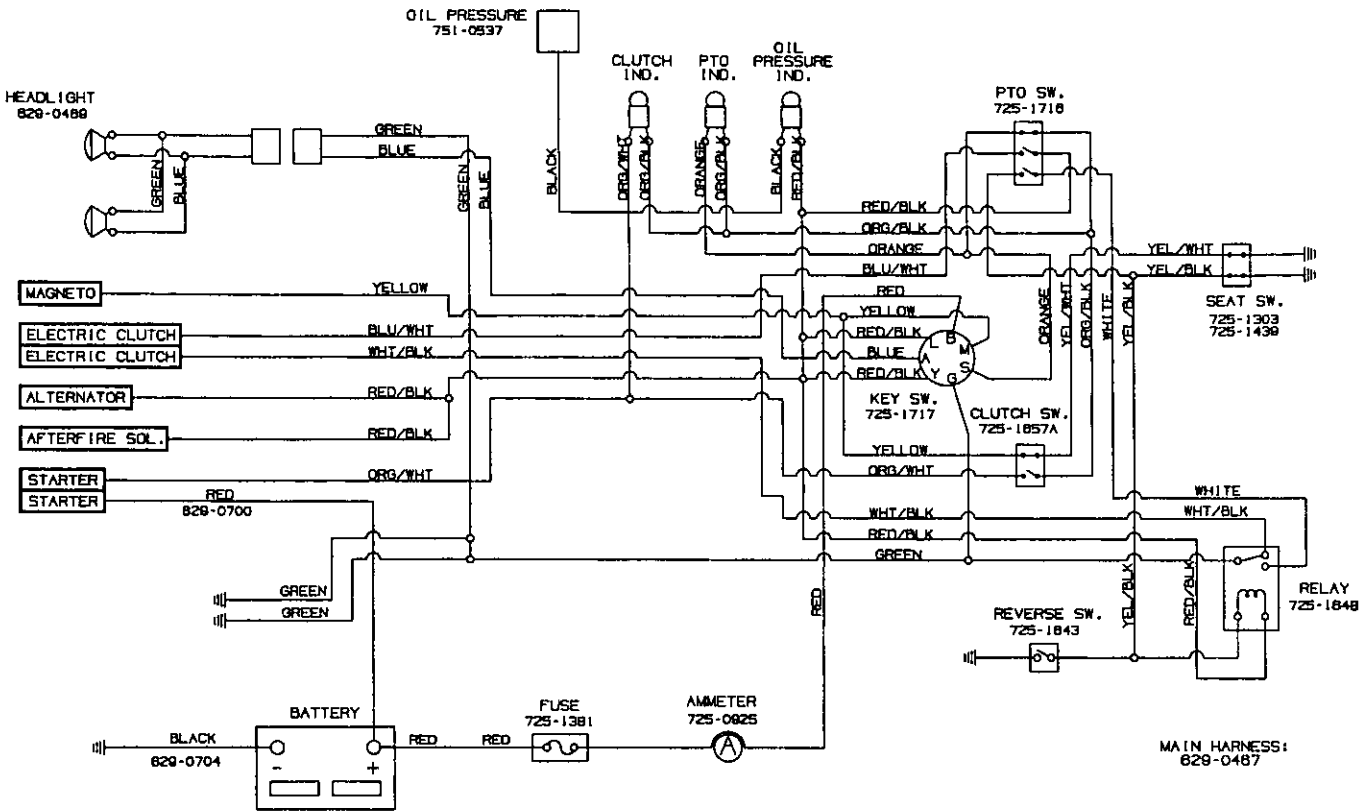 OIL PRESSURE
751-0537
CLUTCH
IND.
PTO
IND.
OIL
PRESSURE
IND.
PTO SW.
725-1716
HEADLIGHT
629-0469
GREEN
BLUE
GREEN
BLUE
GREEN
BLUE
BLACK
ORG/WHT
ORG/BLK
ORANGE
ORG/BLK
BLACK
RED/BLK
RED/BLK
ORG/BLK
ORANGE
BLU/WHT
YEL/WHT
YEL/BLK
SEAT SW.
725-1303
725-1439
MAGNETO
YELLOW
RED
YELLOW
ELECTRIC CLUTCH
BLU/WHT
RED/BLK
ELECTRIC CLUTCH
WHT/BLK
BLUE
ALTERNATOR
RED/BLK
RED/BLK
L
B
M
A
S
Y
G
KEY SW.
725-1717
ORANGE
YEL/WHT
ORG/BLK
WHITE
YEL/BLK
CLUTCH SW.
725-1657A
AFTERFIRE SOL.
RED/BLK
YELLOW
STARTER
ORG/WHT
ORG/WHT
STARTER
RED
629-0700
WHITE
WHT/BLK
WHT/BLK
RED/BLK
GREEN
GREEN
GREEN
RED
YEL/BLK
RED/BLK
RELAY
725-1648
REVERSE SW.
725-1643
BATTERY
FUSE
725-1381
AMMETER
725-0925
BLACK
629-0704
-
+
RED
RED
A
MAIN HARNESS:
629-0467